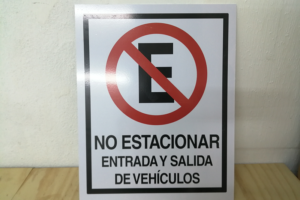 E
NO ESTACIONAR
ENTRADA Y SALIDA
DE VEHÍCULOS